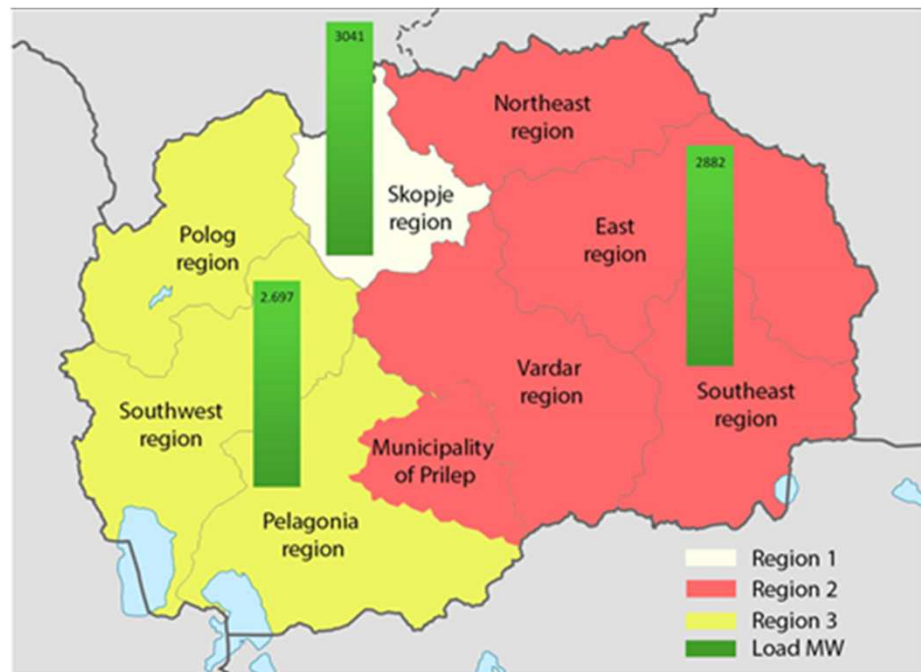 3041
Northeast
region
2882
Skopje
region
East
region
Polog
region
2.697
Vardar
region
Southeast
region
Southwest
region
Municipality
of Prilep
Pelagonia
region
Region 1
Region 2
Region 3
Load MW